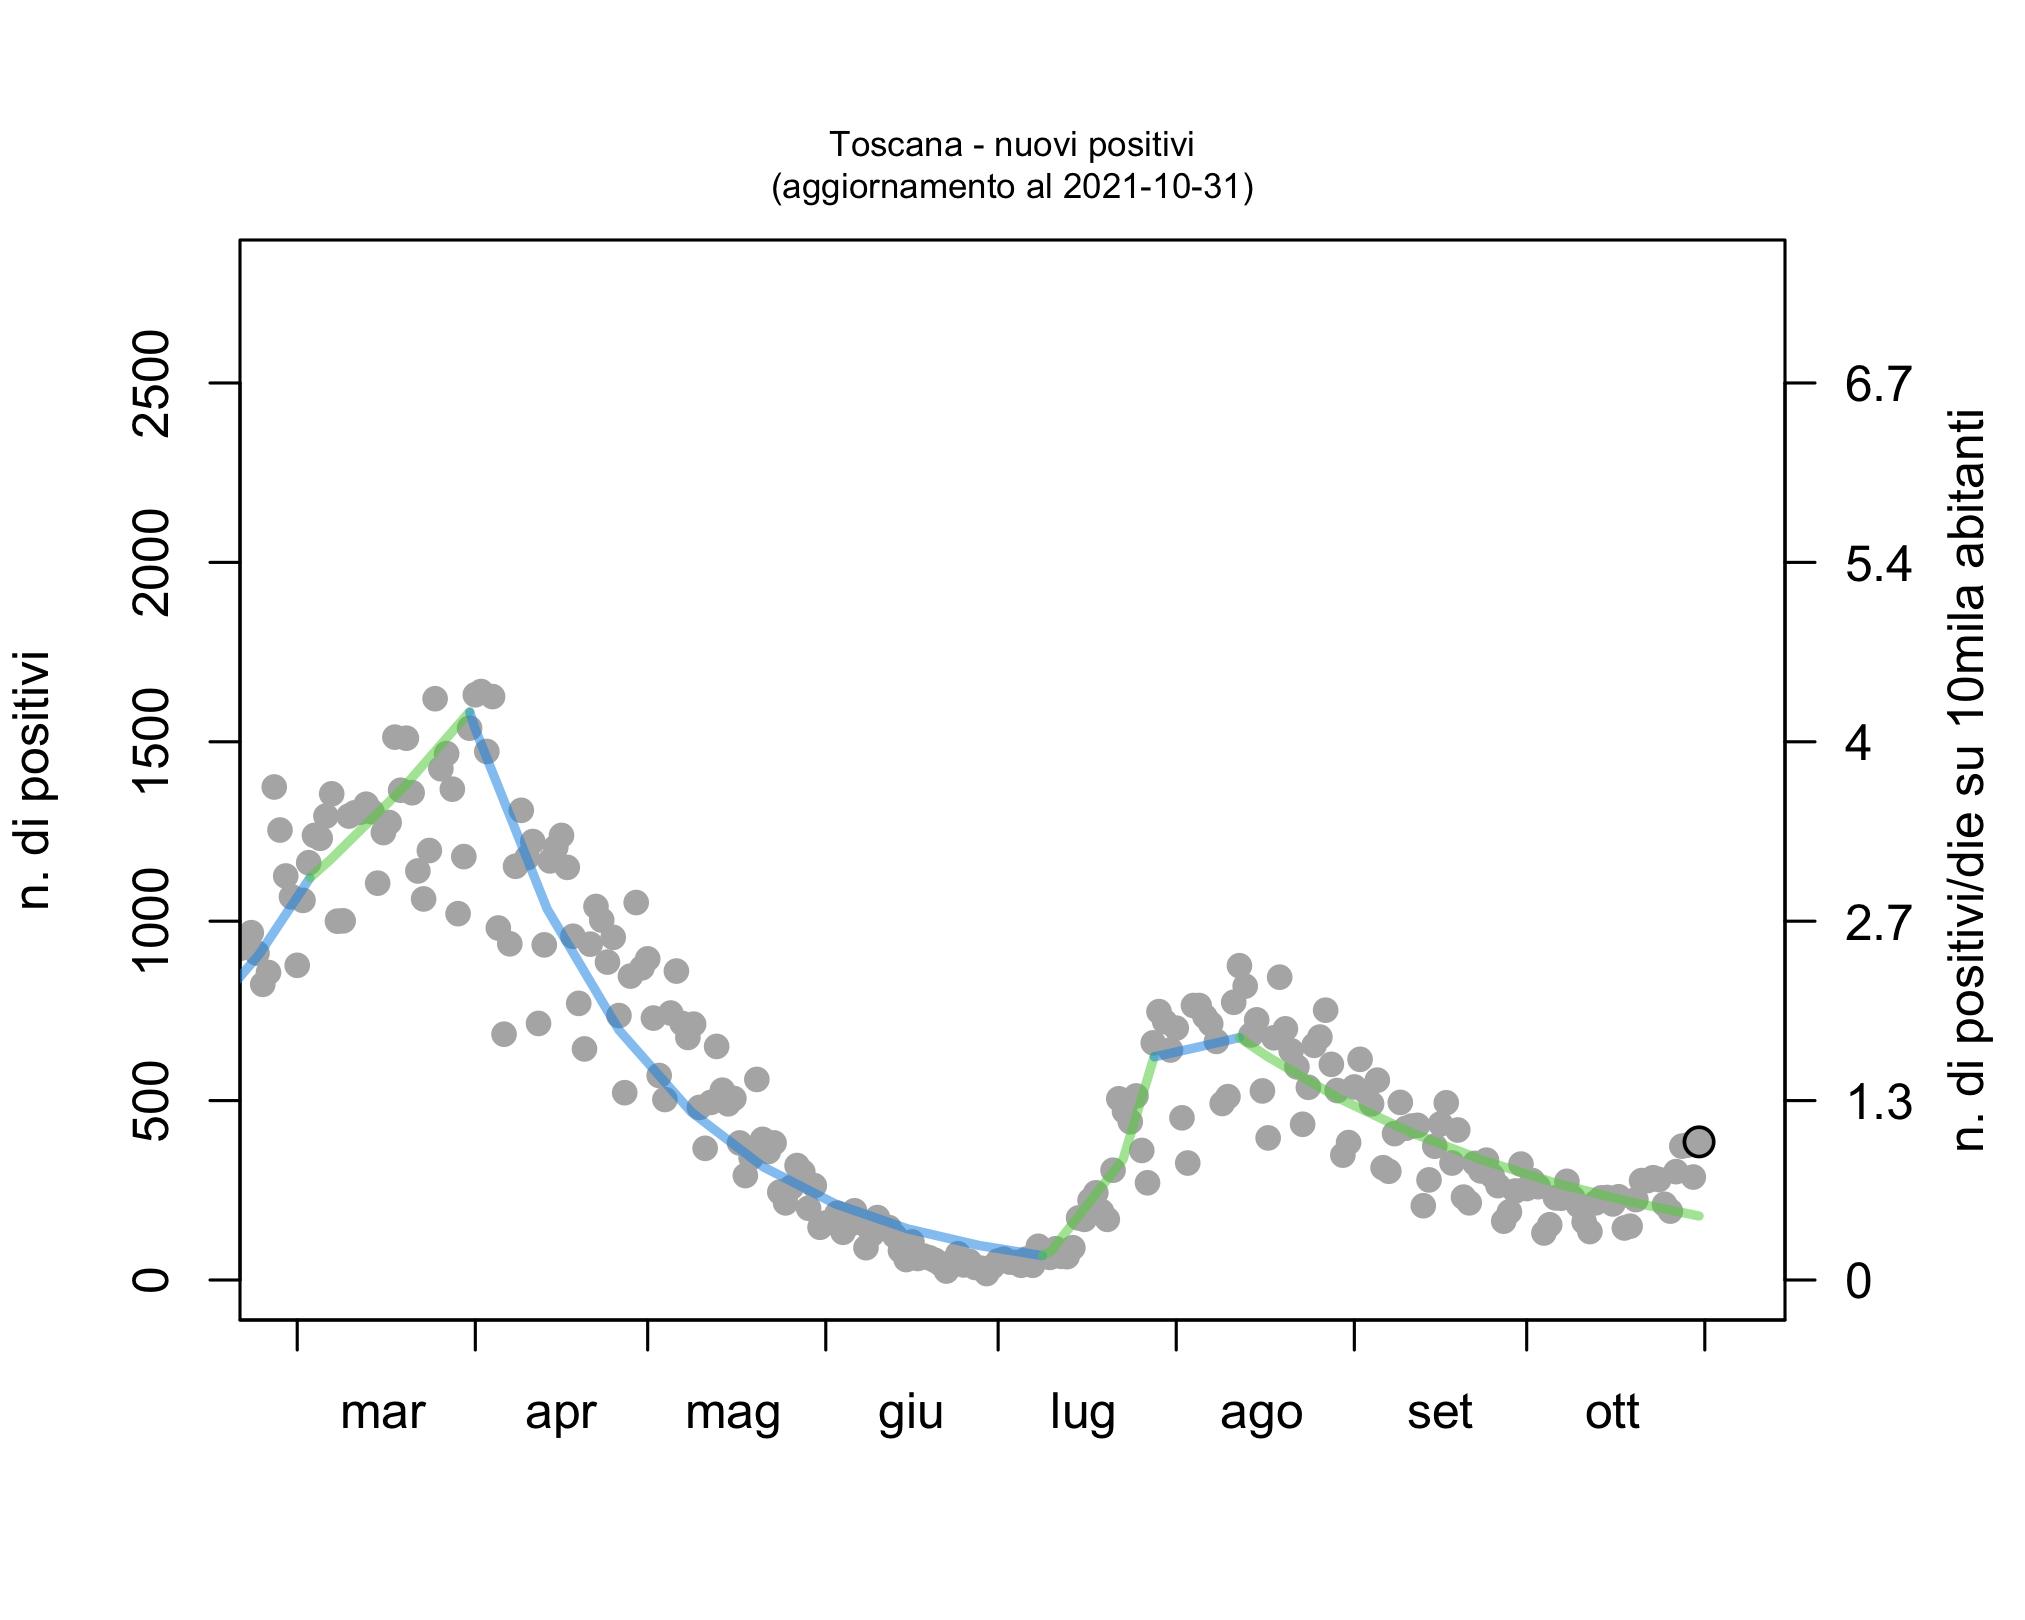 Toscana - nuovi positivi
(aggiornamento al 2021-10-31)
n. di positivi
2500
2000
1500
1000
500
0
6.7
5.4
4
2.7
1.3
0
n. di positivi/die su 10mila abitanti
mar apr mag giu lug ago set ott